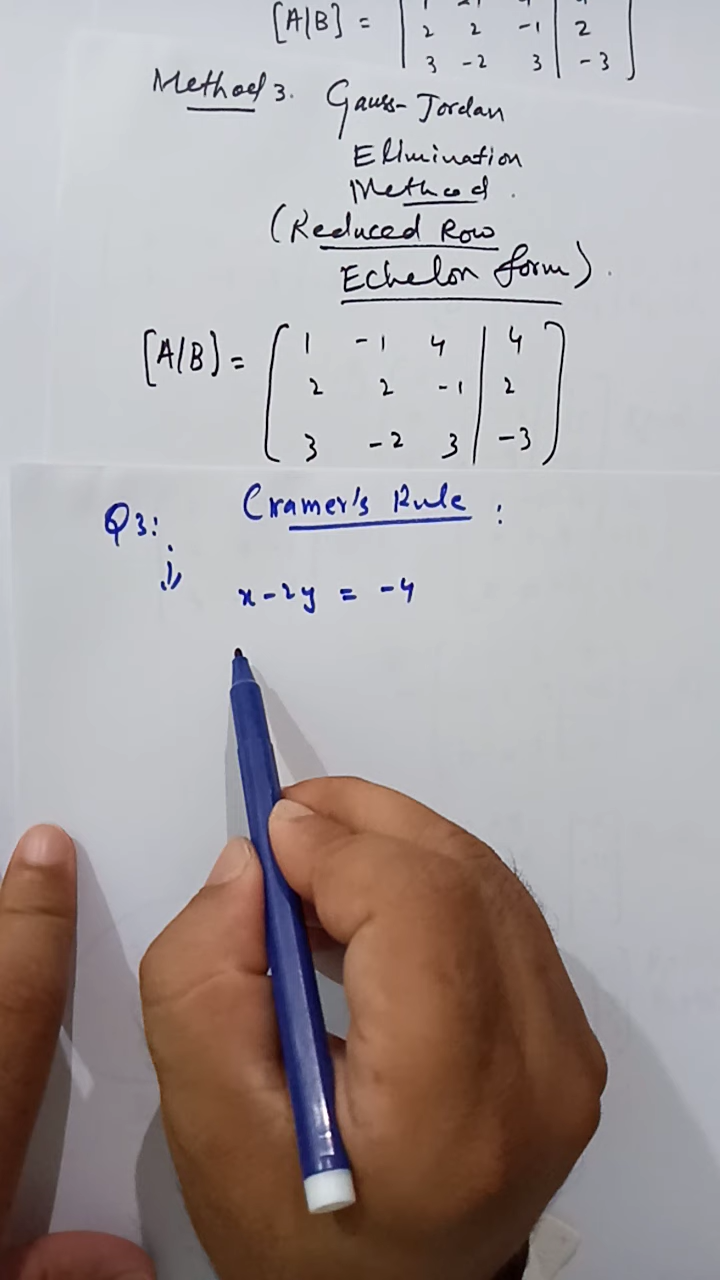 [A|B] =
2 2 -1 2
3 -2 3 -3
Method 3. Gauss-Jordan
Elimination
Method.
(Reduced Row
Echelon form).
[A|B] =
1 -1 4 4
2 2 -1 2
3 -2 3 -3
Q3: Cramer's Rule :
i)
x-2y = -4